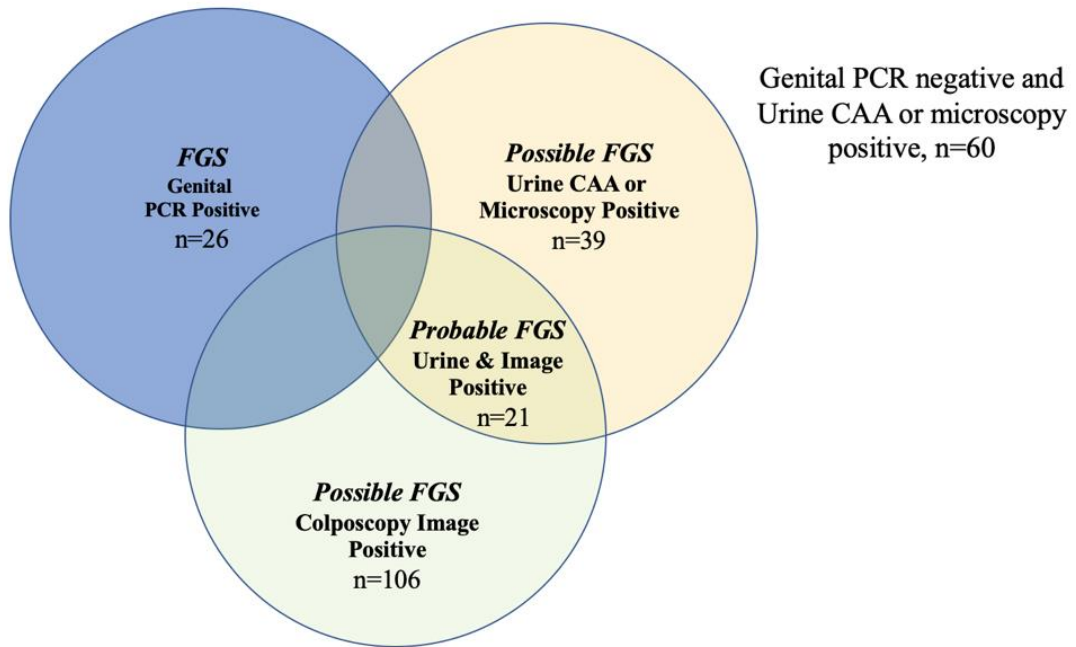 FGS
Genital
PCR Positive
n=26
Possible FGS
Urine CAA or
Microscopy Positive
n=39
Genital PCR negative and
Urine CAA or microscopy
positive, n=60
Probable FGS
Urine & Image
Positive
n=21
Possible FGS
Colposcopy Image
Positive
n=106